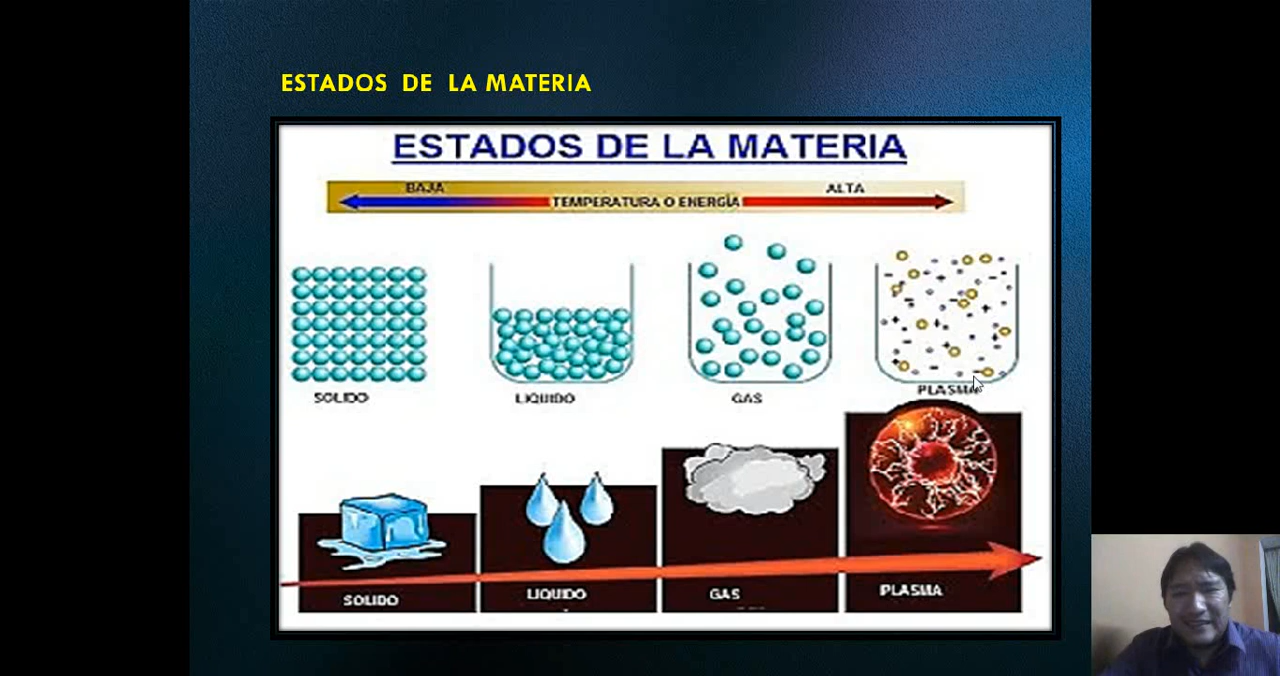 ESTADOS DE LA MATERIA
ESTADOS DE LA MATERIA
BAJA ALTA
TEMPERATURA O ENERGÍA
SOLIDO LIQUIDO GAS PLASMA
SOLIDO LIQUIDO GAS PLASMA